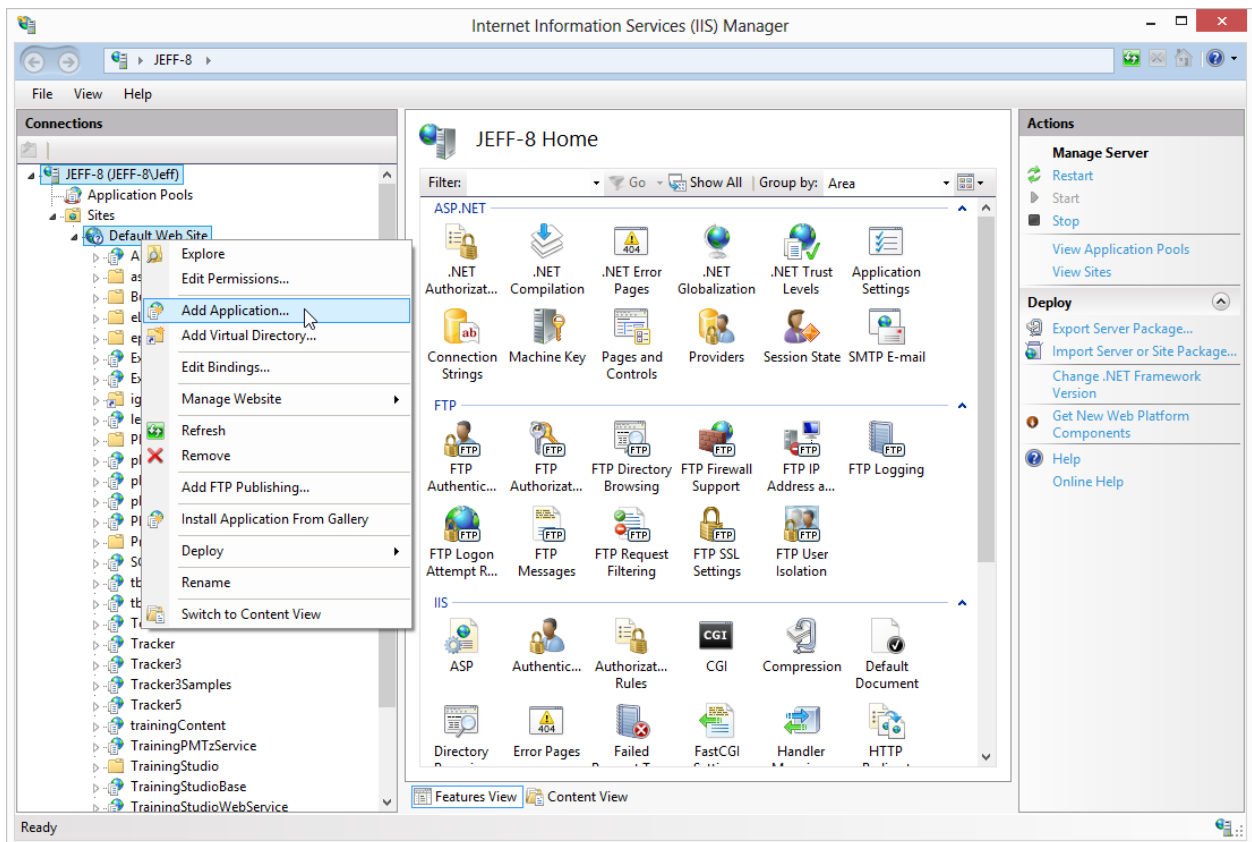 Internet Information Services (IIS) Manager
JEFF-8
File View Help
Connections
JEFF-8 (JEFF-8\Jeff)
Application Pools
Sites
Default Web Site
Explore
Edit Permissions...
Add Application...
Add Virtual Directory...
Edit Bindings...
Manage Website
Refresh
Remove
Add FTP Publishing...
Install Application From Gallery
Deploy
Rename
Switch to Content View
Tracker
Tracker3
Tracker3Samples
Tracker5
trainingContent
TrainingPMTzService
TrainingStudio
TrainingStudioBase
TrainingStudioWebService
JEFF-8 Home
Filter: Go Show All Group by: Area
ASP.NET
.NET Authorizat...
.NET Compilation
.NET Error Pages
.NET Globalization
.NET Trust Levels
Application Settings
Connection Strings
Machine Key
Pages and Controls
Providers
Session State
SMTP E-mail
FTP
FTP Authentic...
FTP Authorizat...
FTP Directory Browsing
FTP Firewall Support
FTP IP Address a...
FTP Logging
FTP Logon Attempt R...
FTP Messages
FTP Request Filtering
FTP SSL Settings
FTP User Isolation
IIS
ASP
Authentic...
Authorizat... Rules
CGI
Compression
Default Document
Directory
Error Pages
Failed
FastCGI
Handler
HTTP
Features View Content View
Actions
Manage Server
Restart
Start
Stop
View Application Pools
View Sites
Deploy
Export Server Package...
Import Server or Site Package...
Change .NET Framework
Version
Get New Web Platform
Components
Help
Online Help
Ready